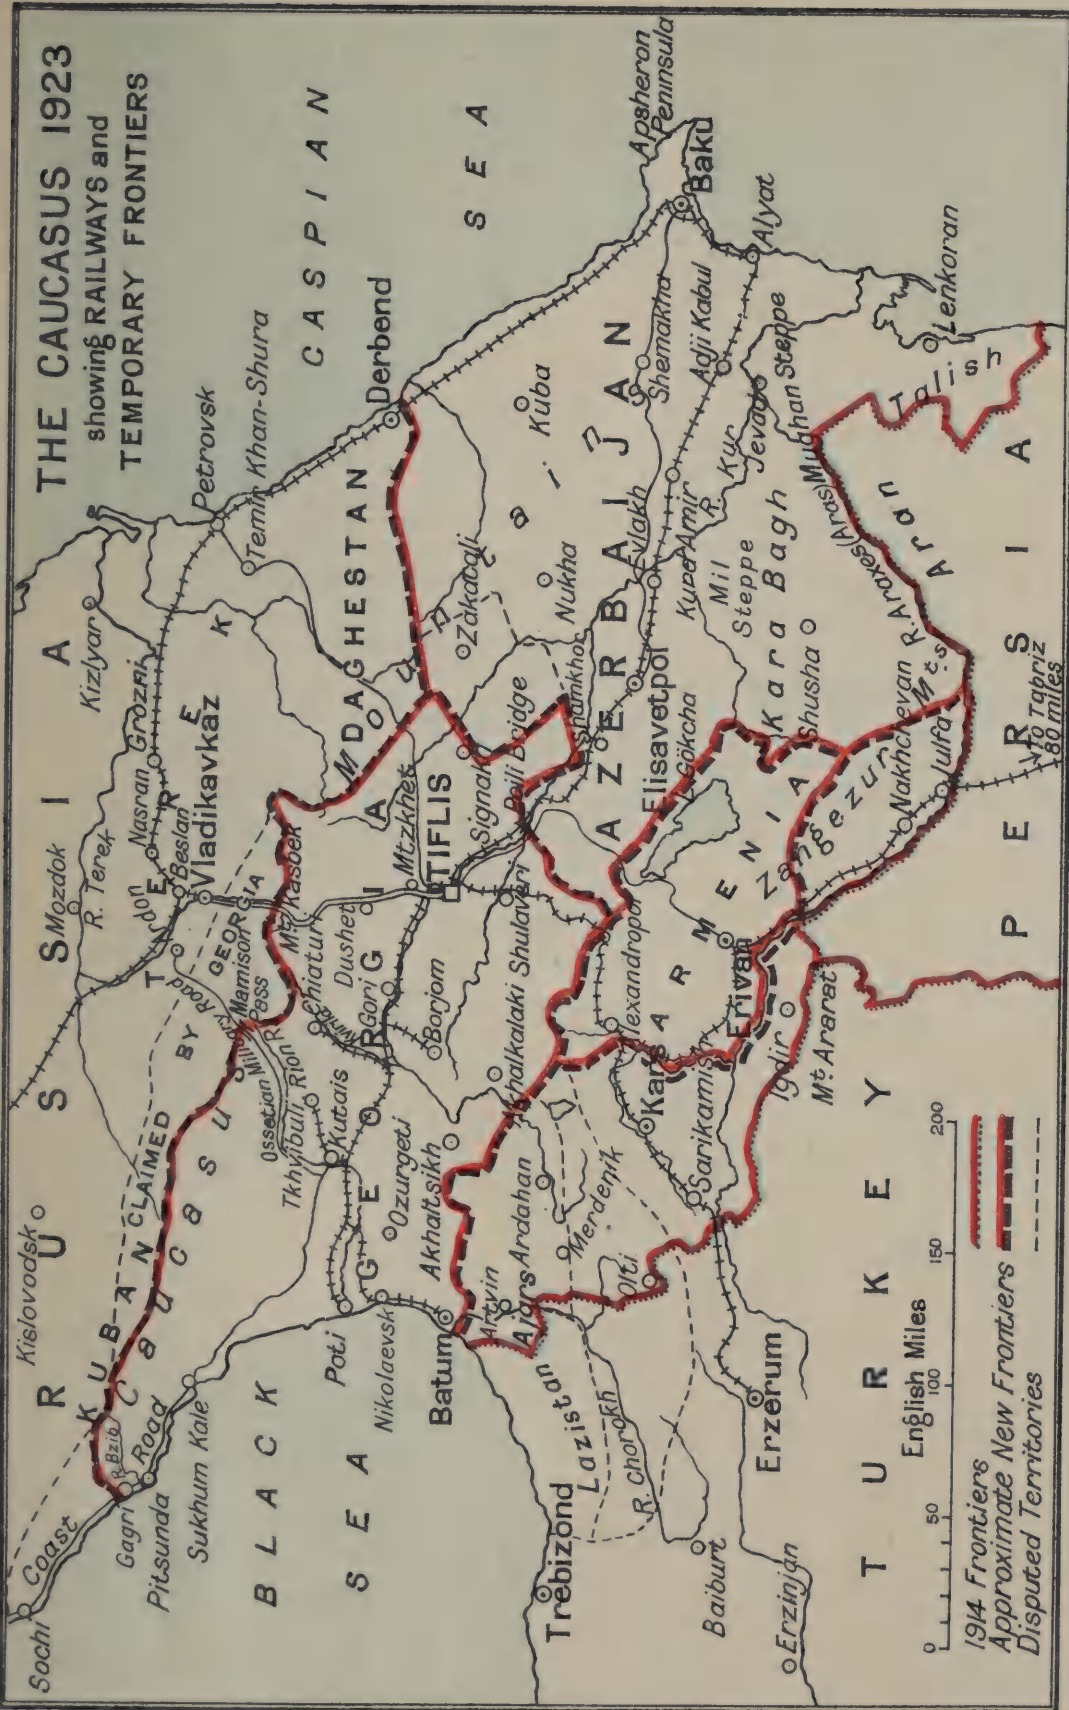 THE CAUCASUS 1923
showing RAILWAYS and
TEMPORARY FRONTIERS
RUSSIA
CASPIAN
SEA
BLACK
SEA
TURKEY
PERSIA
GEORGIA
AZERBAIJAN
ARMENIA
DAGHESTAN
TEREK
KUBAN
CLAIMED
BY
GEORGIA
Caucasus
Mountains
Sochi
Coast
Road
Gagri
R. Bzib
Pitsunda
Sukhum Kale
Kislovodsk
Mozdok
R. Terek
Kizlyar
Ardon
Beslan
Nasran
Grozni
Vladikavkaz
Petrovsk
Temir Khan-Shura
Derbend
Mamison
Pass
Mt. Kasbek
Ossetian Military Road
R. Rion
Tkhvibuli
Kutais
Chiaturi
Dushet
Gori
Mtzkhet
TIFLIS
Signakh
Poili Bridge
Borjom
Poti
Nikolaevsk
Ozurgeti
Batum
Akhaltsikh
Akhalkalaki
Shulaveri
Zakatali
Nukha
Kuba
Apsheron
Peninsula
Baku
Alyat
Shemakha
Adji Kabul
Evlakh
Kurd Amir
R. Kur
Jevado
Mughan Steppe
Mil
Steppe
Kara Bagh
Shusha
Shamkhor
Elisavetpol
L. Gökcha
Lenkoran
Talish
R. Araxes (Aras)
Aran
Mts
Zangezur
Nakhchevan
Julfa
To Tabriz
80 miles
Alexandropol
Erivan
Kars
Sarikamish
Igdir
Mt Ararat
Ardahan
Merdenik
Olti
Artvin
Ajars
Lazistan
R. Chorokh
Trebizond
Baiburt
Erzerum
Erzinjan
English Miles
0 50 100 150 200
1914 Frontiers
Approximate New Frontiers
Disputed Territories